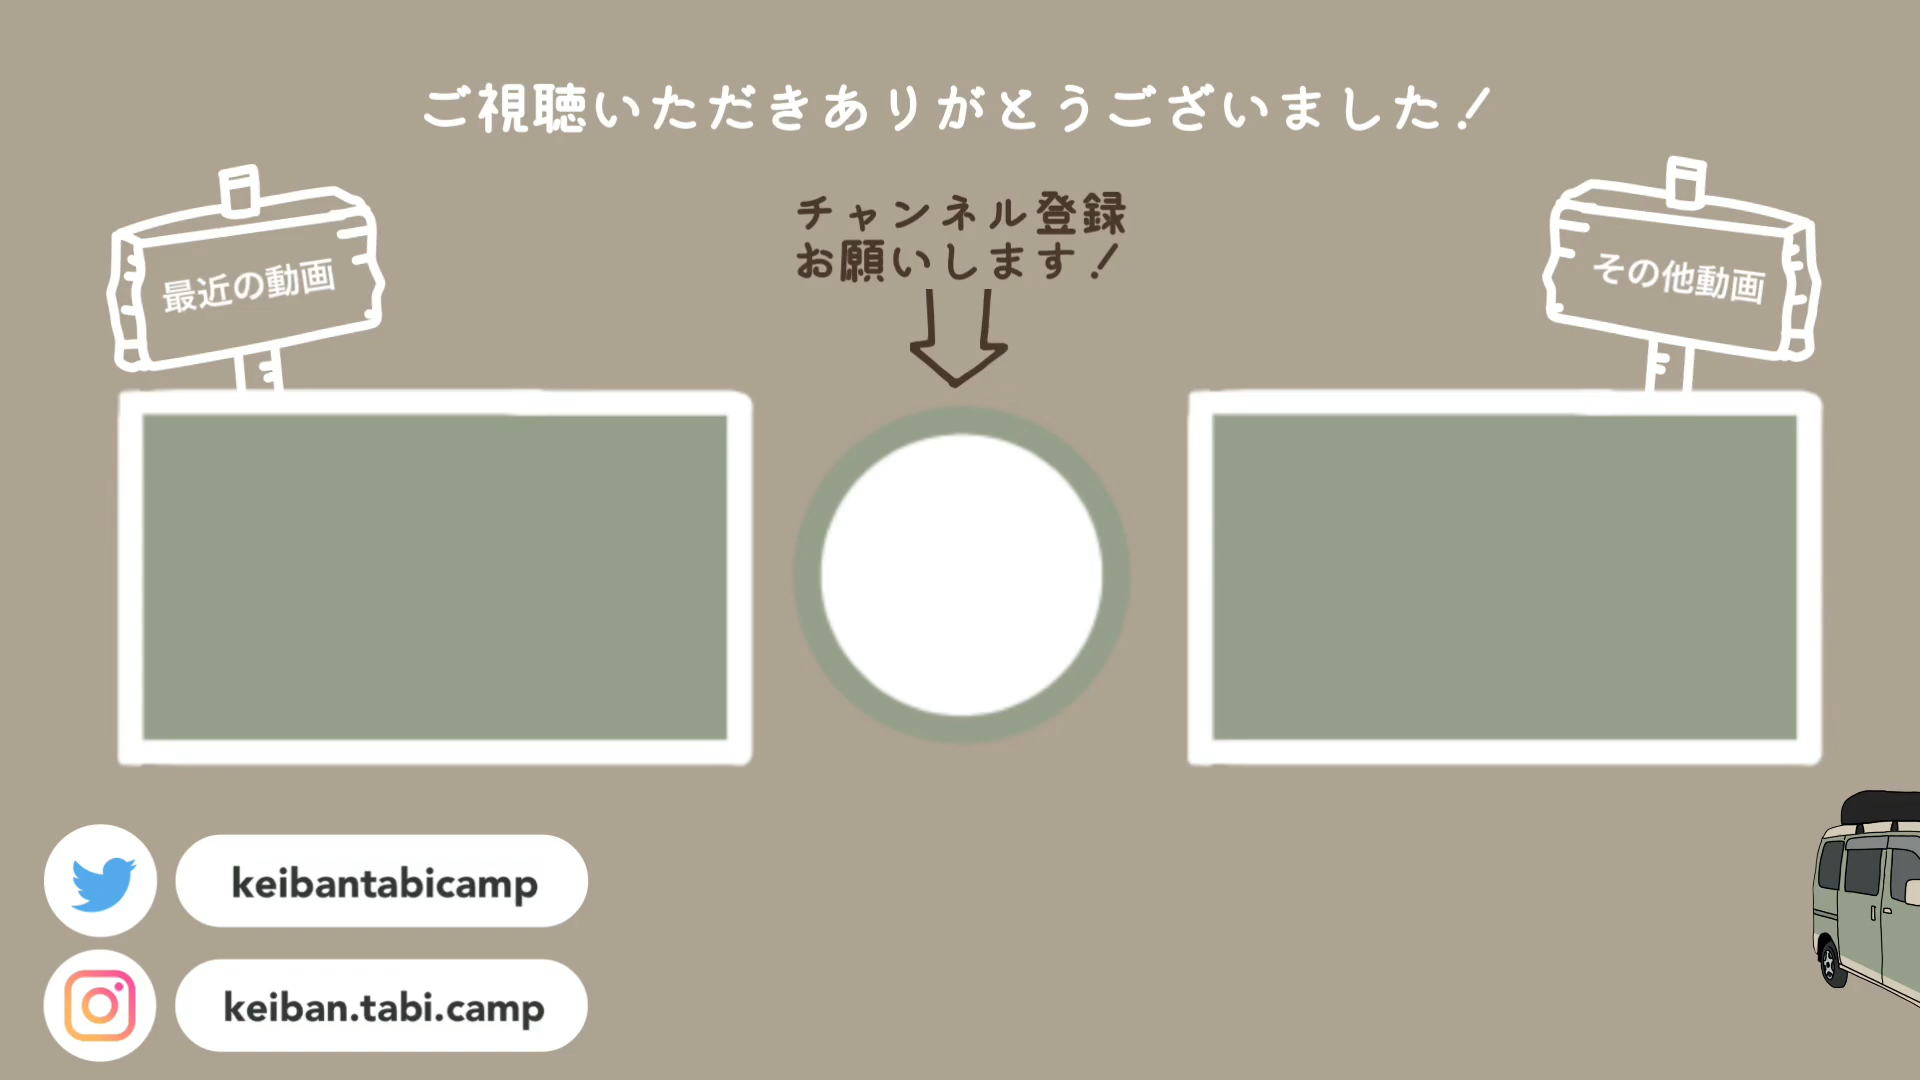 ご視聴いただきありがとうございました！
チャンネル登録
お願いします！
最近の動画
その他動画
keibantabicamp
keiban.tabi.camp